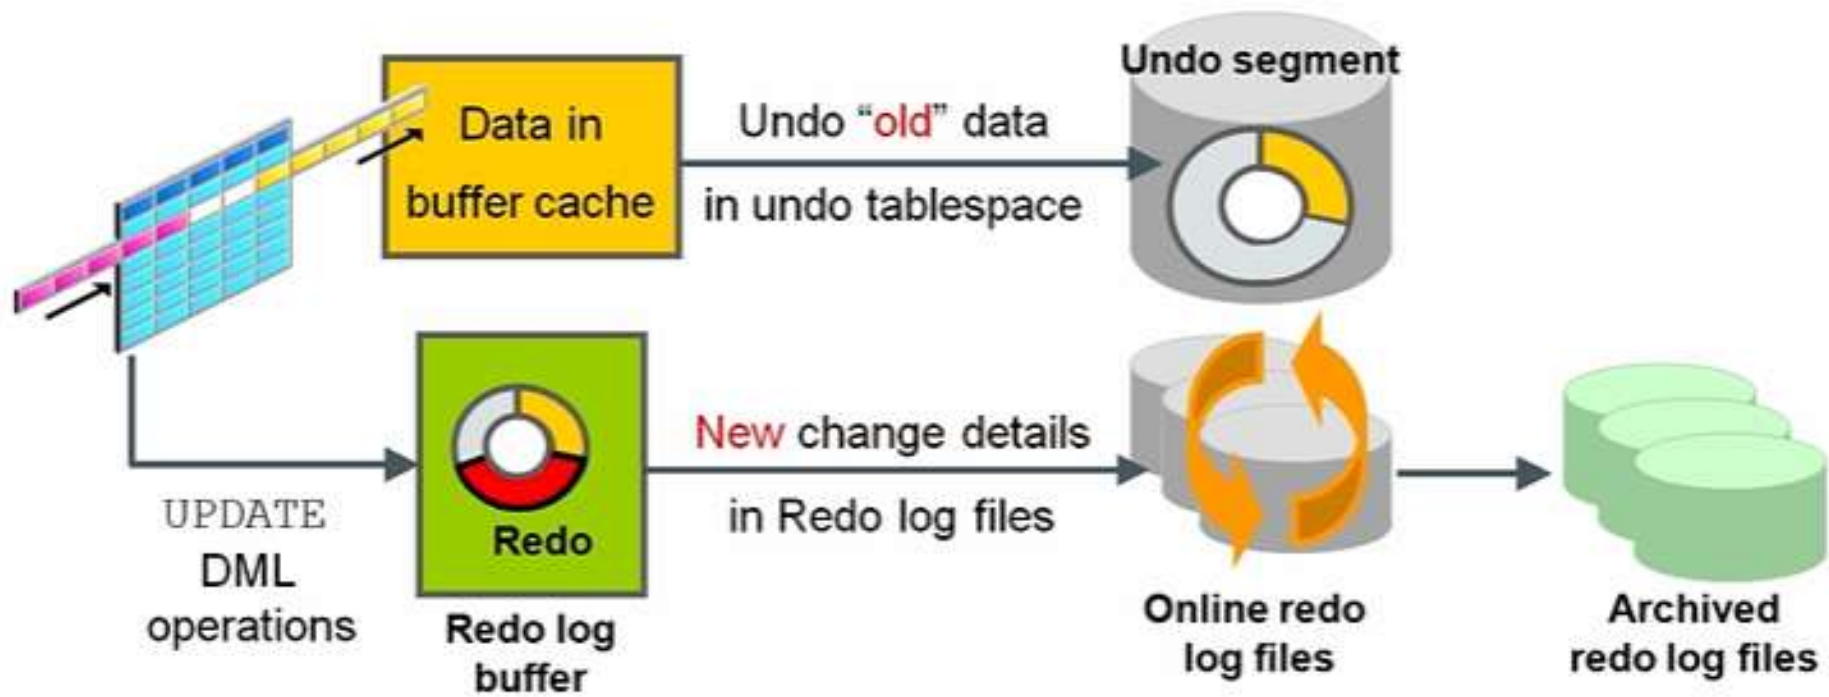 Data in
buffer cache
Undo “old” data
in undo tablespace
Undo segment
UPDATE
DML
operations
Redo
Redo log
buffer
New change details
in Redo log files
Online redo
log files
Archived
redo log files